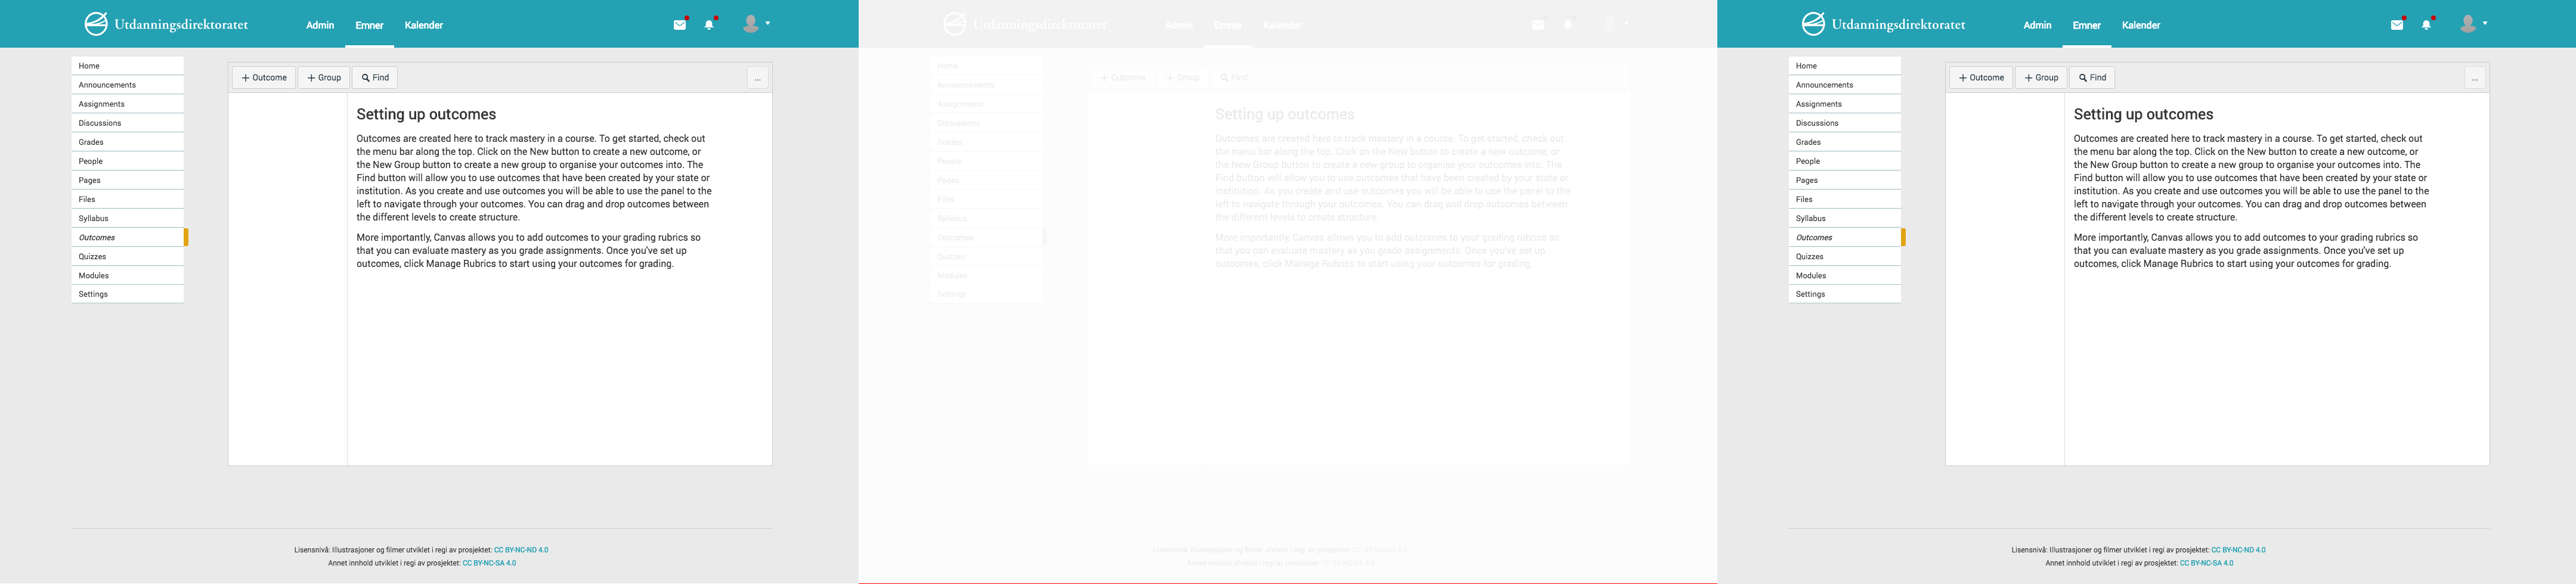 Utdanningsdirektoratet
Admin Emner Kalender
Home
Announcements
Assignments
Discussions
Grades
People
Pages
Files
Syllabus
Outcomes
Quizzes
Modules
Settings
+ Outcome + Group Find ...
Setting up outcomes
Outcomes are created here to track mastery in a course. To get started, check out
the menu bar along the top. Click on the New button to create a new outcome, or
the New Group button to create a new group to organise your outcomes into. The
Find button will allow you to use outcomes that have been created by your state or
institution. As you create and use outcomes you will be able to use the panel to the
left to navigate through your outcomes. You can drag and drop outcomes between
the different levels to create structure.
More importantly, Canvas allows you to add outcomes to your grading rubrics so
that you can evaluate mastery as you grade assignments. Once you've set up
outcomes, click Manage Rubrics to start using your outcomes for grading.
Lisensnivå: Illustrasjoner og filmer utviklet i regi av prosjektet: CC BY-NC-ND 4.0
Annet innhold utviklet i regi av prosjektet: CC BY-NC-SA 4.0
Utdanningsdirektoratet
Admin Emner Kalender
Home
Announcements
Assignments
Discussions
Grades
People
Pages
Files
Syllabus
Outcomes
Quizzes
Modules
Settings
+ Outcome + Group Find
Setting up outcomes
Outcomes are created here to track mastery in a course. To get started, check out
the menu bar along the top. Click on the New button to create a new outcome, or
the New Group button to create a new group to organise your outcomes into. The
Find button will allow you to use outcomes that have been created by your state or
institution. As you create and use outcomes you will be able to use the panel to the
left to navigate through your outcomes. You can drag and drop outcomes between
the different levels to create structure.
More importantly, Canvas allows you to add outcomes to your grading rubrics so
that you can evaluate mastery as you grade assignments. Once you've set up
outcomes, click Manage Rubrics to start using your outcomes for grading.
Lisensnivå: Illustrasjoner og filmer utviklet i regi av prosjektet: CC BY-NC-ND 4.0
Annet innhold utviklet i regi av prosjektet: CC BY-NC-SA 4.0
Utdanningsdirektoratet
Admin Emner Kalender
Home
Announcements
Assignments
Discussions
Grades
People
Pages
Files
Syllabus
Outcomes
Quizzes
Modules
Settings
+ Outcome + Group Find ...
Setting up outcomes
Outcomes are created here to track mastery in a course. To get started, check out
the menu bar along the top. Click on the New button to create a new outcome, or
the New Group button to create a new group to organise your outcomes into. The
Find button will allow you to use outcomes that have been created by your state or
institution. As you create and use outcomes you will be able to use the panel to the
left to navigate through your outcomes. You can drag and drop outcomes between
the different levels to create structure.
More importantly, Canvas allows you to add outcomes to your grading rubrics so
that you can evaluate mastery as you grade assignments. Once you've set up
outcomes, click Manage Rubrics to start using your outcomes for grading.
Lisensnivå: Illustrasjoner og filmer utviklet i regi av prosjektet: CC BY-NC-ND 4.0
Annet innhold utviklet i regi av prosjektet: CC BY-NC-SA 4.0